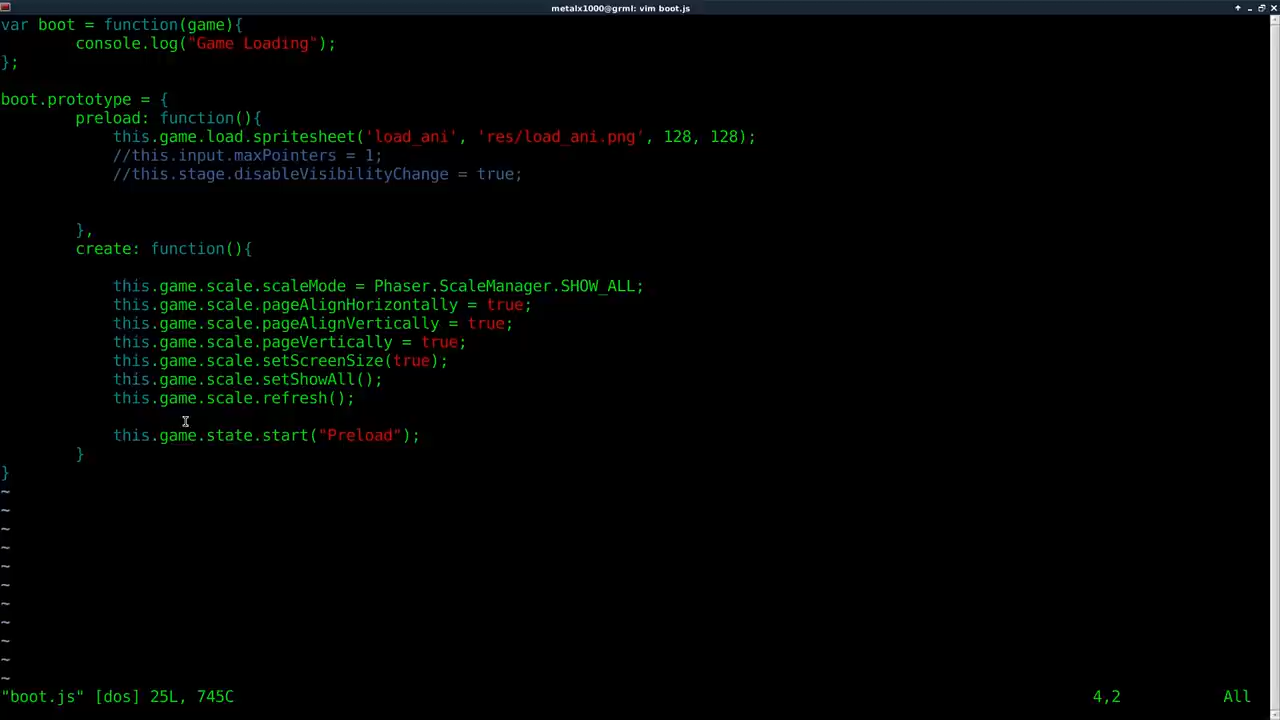 metalx1000@grml: vim boot.js
var boot = function(game){
        console.log("Game Loading");
};

boot.prototype = {
        preload: function(){
            this.game.load.spritesheet('load_ani', 'res/load_ani.png', 128, 128);
            //this.input.maxPointers = 1;
            //this.stage.disableVisibilityChange = true;


        },
        create: function(){

            this.game.scale.scaleMode = Phaser.ScaleManager.SHOW_ALL;
            this.game.scale.pageAlignHorizontally = true;
            this.game.scale.pageAlignVertically = true;
            this.game.scale.pageVertically = true;
            this.game.scale.setScreenSize(true);
            this.game.scale.setShowAll();
            this.game.scale.refresh();

            this.game.state.start("Preload");
        }
}
~
~
~
~
~
~
~
~
~
~
~
"boot.js" [dos] 25L, 745C 4,2 All